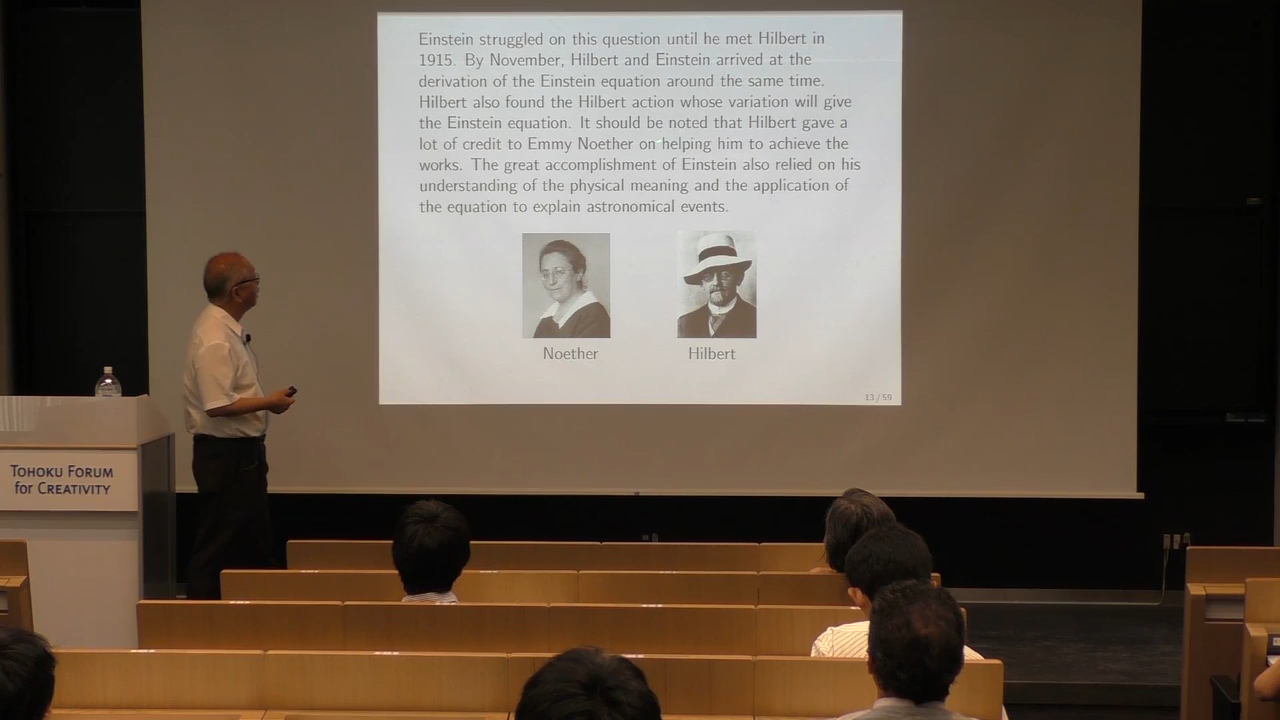 Einstein struggled on this question until he met Hilbert in
1915. By November, Hilbert and Einstein arrived at the
derivation of the Einstein equation around the same time.
Hilbert also found the Hilbert action whose variation will give
the Einstein equation. It should be noted that Hilbert gave a
lot of credit to Emmy Noether on helping him to achieve the
works. The great accomplishment of Einstein also relied on his
understanding of the physical meaning and the application of
the equation to explain astronomical events.
Noether
Hilbert
13 / 59
TOHOKU FORUM
for CREATIVITY